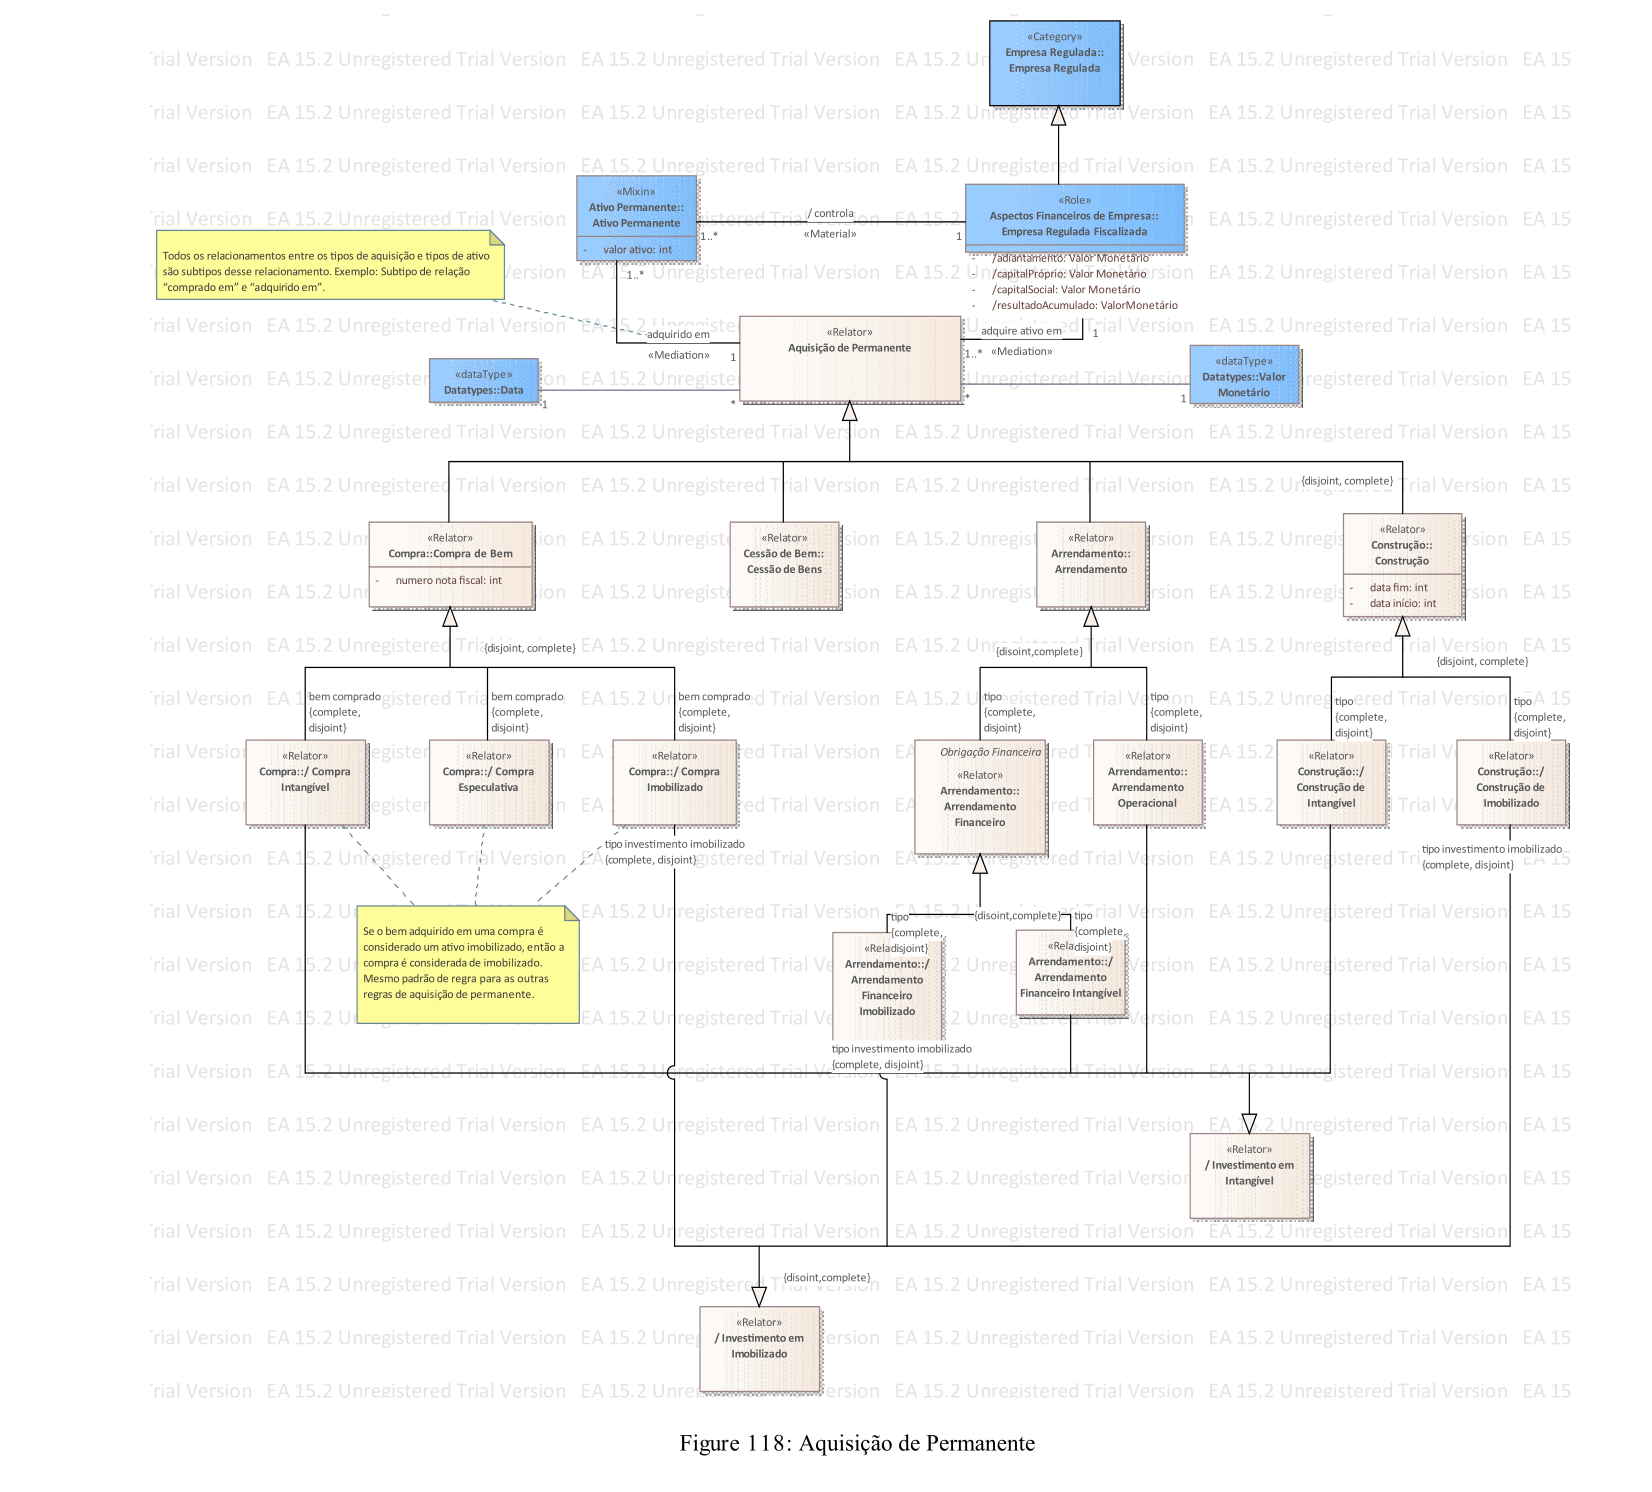 «Category»
Empresa Regulada::
Empresa Regulada
«Mixin»
Ativo Permanente::
Ativo Permanente
- valor ativo: int
/ controla
«Material»
1..*
1
«Role»
Aspectos Financeiros de Empresa::
Empresa Regulada Fiscalizada
- /adiantamento: Valor Monetário
- /capitalPróprio: Valor Monetário
- /capitalSocial: Valor Monetário
- /resultadoAcumulado: ValorMonetário
Todos os relacionamentos entre os tipos de aquisição e tipos de ativo
são subtipos desse relacionamento. Exemplo: Subtipo de relação
“comprado em” e “adquirido em”.
1..*
adquirido em
«Mediation»
1
«Relator»
Aquisição de Permanente
adquire ativo em
«Mediation»
1..*
1
«dataType»
Datatypes::Data
1
*
«dataType»
Datatypes::Valor
Monetário
*
1
{disjoint, complete}
«Relator»
Compra::Compra de Bem
- numero nota fiscal: int
«Relator»
Cessão de Bem::
Cessão de Bens
«Relator»
Arrendamento::
Arrendamento
«Relator»
Construção::
Construção
- data fim: int
- data início: int
{disjoint, complete}
{disoint,complete}
{disjoint, complete}
bem comprado
{complete,
disjoint}
bem comprado
{complete,
disjoint}
bem comprado
{complete,
disjoint}
tipo
{complete,
disjoint}
tipo
{complete,
disjoint}
tipo
{complete,
disjoint}
tipo
{complete,
disjoint}
«Relator»
Compra::/ Compra
Intangível
«Relator»
Compra::/ Compra
Especulativa
«Relator»
Compra::/ Compra
Imobilizado
Obrigação Financeira
«Relator»
Arrendamento::
Arrendamento
Financeiro
«Relator»
Arrendamento::
Arrendamento
Operacional
«Relator»
Construção::/
Construção de
Intangível
«Relator»
Construção::/
Construção de
Imobilizado
tipo investimento imobilizado
{complete, disjoint}
tipo investimento imobilizado
{complete, disjoint}
Se o bem adquirido em uma compra é
considerado um ativo imobilizado, então a
compra é considerada de imobilizado.
Mesmo padrão de regra para as outras
regras de aquisição de permanente.
{disoint,complete}
tipo
{complete,
disjoint}
tipo
{complete,
disjoint}
«Rela
Arrendamento::/
Arrendamento
Financeiro
Imobilizado
«Rela
Arrendamento::/
Arrendamento
Financeiro Intangível
tipo investimento imobilizado
{complete, disjoint}
«Relator»
/ Investimento em
Intangível
{disoint,complete}
«Relator»
/ Investimento em
Imobilizado
Figure 118: Aquisição de Permanente